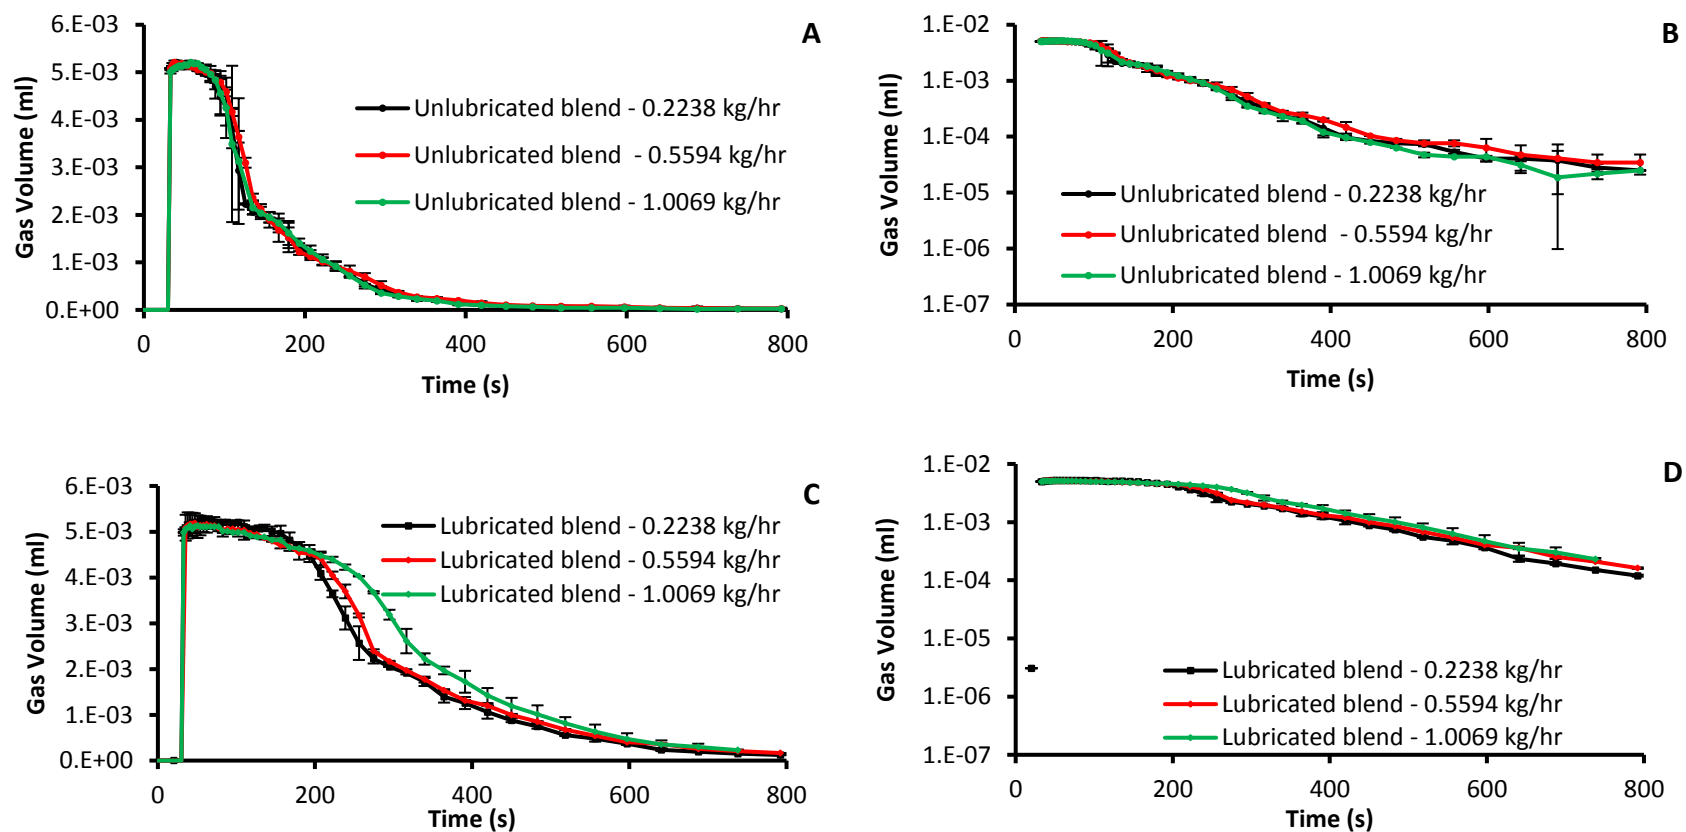 A
6.E-03
5.E-03
4.E-03
3.E-03
2.E-03
1.E-03
0.E+00
Gas Volume (ml)
Unlubricated blend - 0.2238 kg/hr
Unlubricated blend - 0.5594 kg/hr
Unlubricated blend - 1.0069 kg/hr
0 200 400 600 800
Time (s)
B
1.E-02
1.E-03
1.E-04
1.E-05
1.E-06
1.E-07
Gas Volume (ml)
Unlubricated blend - 0.2238 kg/hr
Unlubricated blend - 0.5594 kg/hr
Unlubricated blend - 1.0069 kg/hr
0 200 400 600 800
Time (s)
C
6.E-03
5.E-03
4.E-03
3.E-03
2.E-03
1.E-03
0.E+00
Gas Volume (ml)
Lubricated blend - 0.2238 kg/hr
Lubricated blend - 0.5594 kg/hr
Lubricated blend - 1.0069 kg/hr
0 200 400 600 800
Time (s)
D
1.E-02
1.E-03
1.E-04
1.E-05
1.E-06
1.E-07
Gas Volume (ml)
Lubricated blend - 0.2238 kg/hr
Lubricated blend - 0.5594 kg/hr
Lubricated blend - 1.0069 kg/hr
0 200 400 600 800
Time (s)